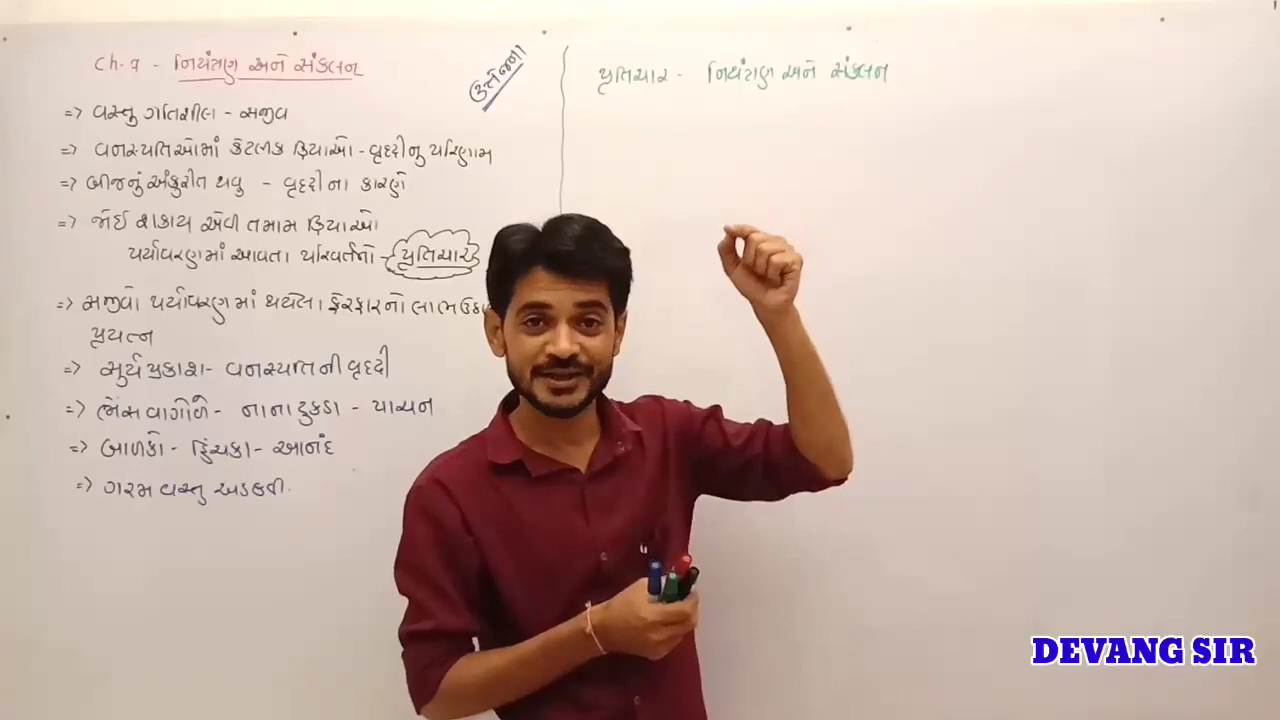 ch-૭ - નિયંત્રણ અને સંકલન
ઉત્તેજના
=> વસ્તુ ગતિશીલ - સજીવ
=> વનસ્પતિઓમાં કેટલીક ક્રિયાઓ - વૃદ્દીનુ પરિણામ
=> બીજનું અંકુરીત થવુ - વૃદ્દીના કારણે
=> જોઈ શકાય એવી તમામ ક્રિયાઓ
પર્યાવરણમાં આવતા પરિવર્તનો - પ્રતિચાર
=> સજીવો પર્યાવરણમાં થયેલા ફેરફારનો લાભ
પ્રયત્ન
=> સુર્યપ્રકાશ - વનસ્પતિની વૃદ્દી
=> ભેંસ વાગોળે - નાના ટુકડા - પાચન
=> બાળકો - હિંચકા - આનંદ
=> ગરમ વસ્તુ અડકવી.
પ્રતિચાર - નિયંત્રણ અને સંકલન
DEVANG SIR